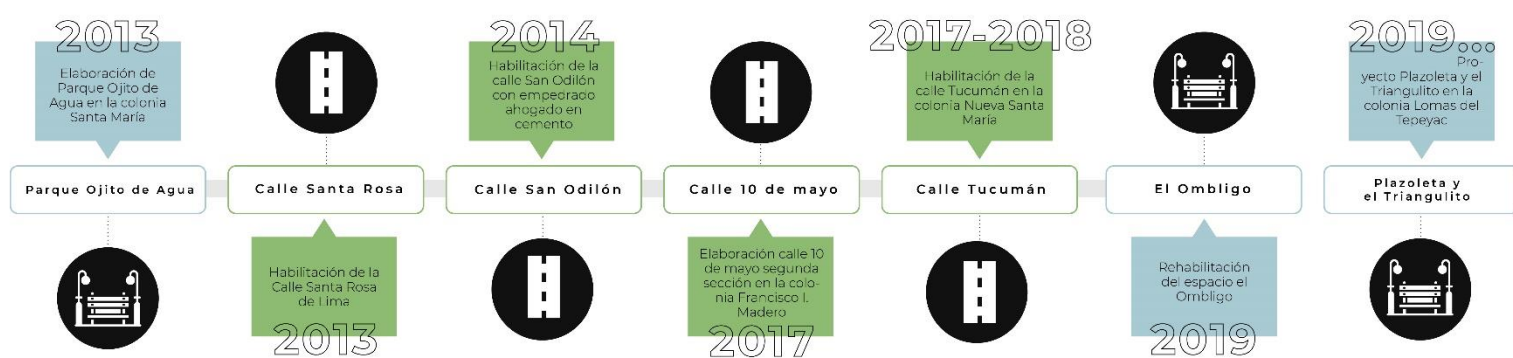 2013
Elaboración de
Parque Ojito de
Agua en la colonia
Santa María
Parque Ojito de Agua
Calle Santa Rosa
Habilitación de la
Calle Santa Rosa
de Lima
2013
2014
Habilitación de la
calle San Odilón
con empedrado
ahogado en
cemento
Calle San Odilón
Calle 10 de mayo
Elaboración calle 10
de mayo segunda
sección en la colo-
nia Francisco I.
Madero
2017
2017-2018
Habilitación de la
calle Tucumán en la
colonia Nueva Santa
María
Calle Tucumán
El Ombligo
Rehabilitación
del espacio el
Ombligo
2019
2019...
Pro-
yecto Plazoleta y el
Triangulito en la
colonia Lomas del
Tepeyac
Plazoleta y
el Triangulito